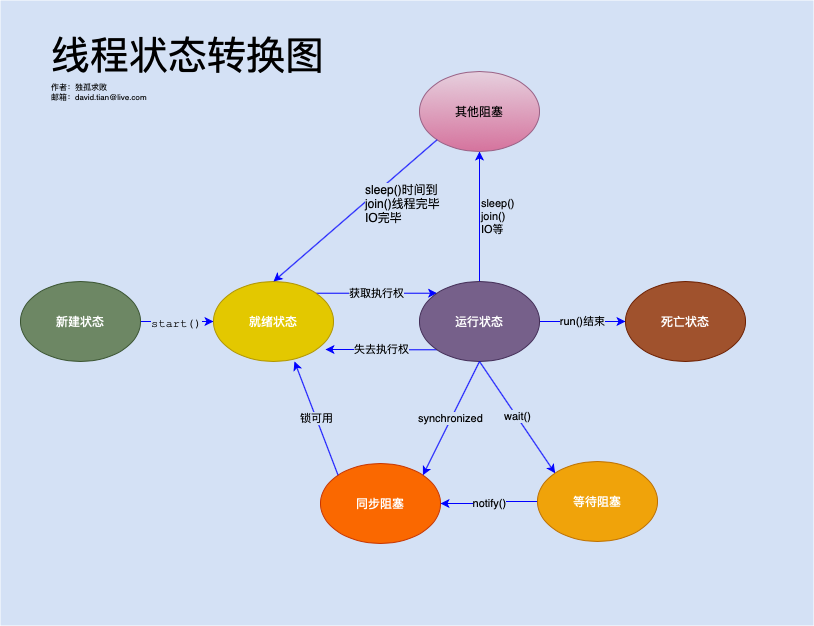 线程状态转换图
作者：独孤求败
邮箱：david.tian@live.com
其他阻塞
sleep()时间到
join()线程完毕
IO完毕
sleep()
join()
IO等
新建状态
start()
就绪状态
获取执行权
失去执行权
运行状态
run()结束
死亡状态
锁可用
synchronized
wait()
同步阻塞
notify()
等待阻塞